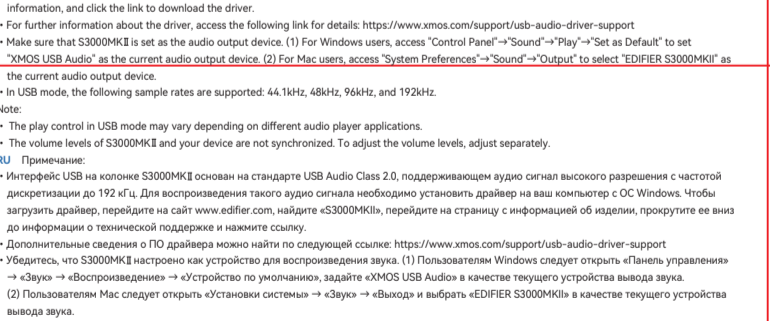 information, and click the link to download the driver.
• For further information about the driver, access the following link for details: https://www.xmos.com/support/usb-audio-driver-support
• Make sure that S3000MKII is set as the audio output device. (1) For Windows users, access "Control Panel"→"Sound"→"Play"→"Set as Default" to set
"XMOS USB Audio" as the current audio output device. (2) For Mac users, access "System Preferences"→"Sound"→"Output" to select "EDIFIER S3000MKII" as
the current audio output device.
• In USB mode, the following sample rates are supported: 44.1kHz, 48kHz, 96kHz, and 192kHz.
Note:
• The play control in USB mode may vary depending on different audio player applications.
• The volume levels of S3000MKII and your device are not synchronized. To adjust the volume levels, adjust separately.
RU Примечание:
• Интерфейс USB на колонке S3000MKII основан на стандарте USB Audio Class 2.0, поддерживающем аудио сигнал высокого разрешения с частотой
дискретизации до 192 кГц. Для воспроизведения такого аудио сигнала необходимо установить драйвер на ваш компьютер с ОС Windows. Чтобы
загрузить драйвер, перейдите на сайт www.edifier.com, найдите «S3000MKII», перейдите на страницу с информацией об изделии, прокрутите ее вниз
до информации о технической поддержке и нажмите ссылку.
• Дополнительные сведения о ПО драйвера можно найти по следующей ссылке: https://www.xmos.com/support/usb-audio-driver-support
• Убедитесь, что S3000MKII настроено как устройство для воспроизведения звука. (1) Пользователям Windows следует открыть «Панель управления»
→ «Звук» → «Воспроизведение» → «Устройство по умолчанию», задайте «XMOS USB Audio» в качестве текущего устройства вывода звука.
(2) Пользователям Mac следует открыть «Установки системы» → «Звук» → «Выход» и выбрать «EDIFIER S3000MKII» в качестве текущего устройства
вывода звука.